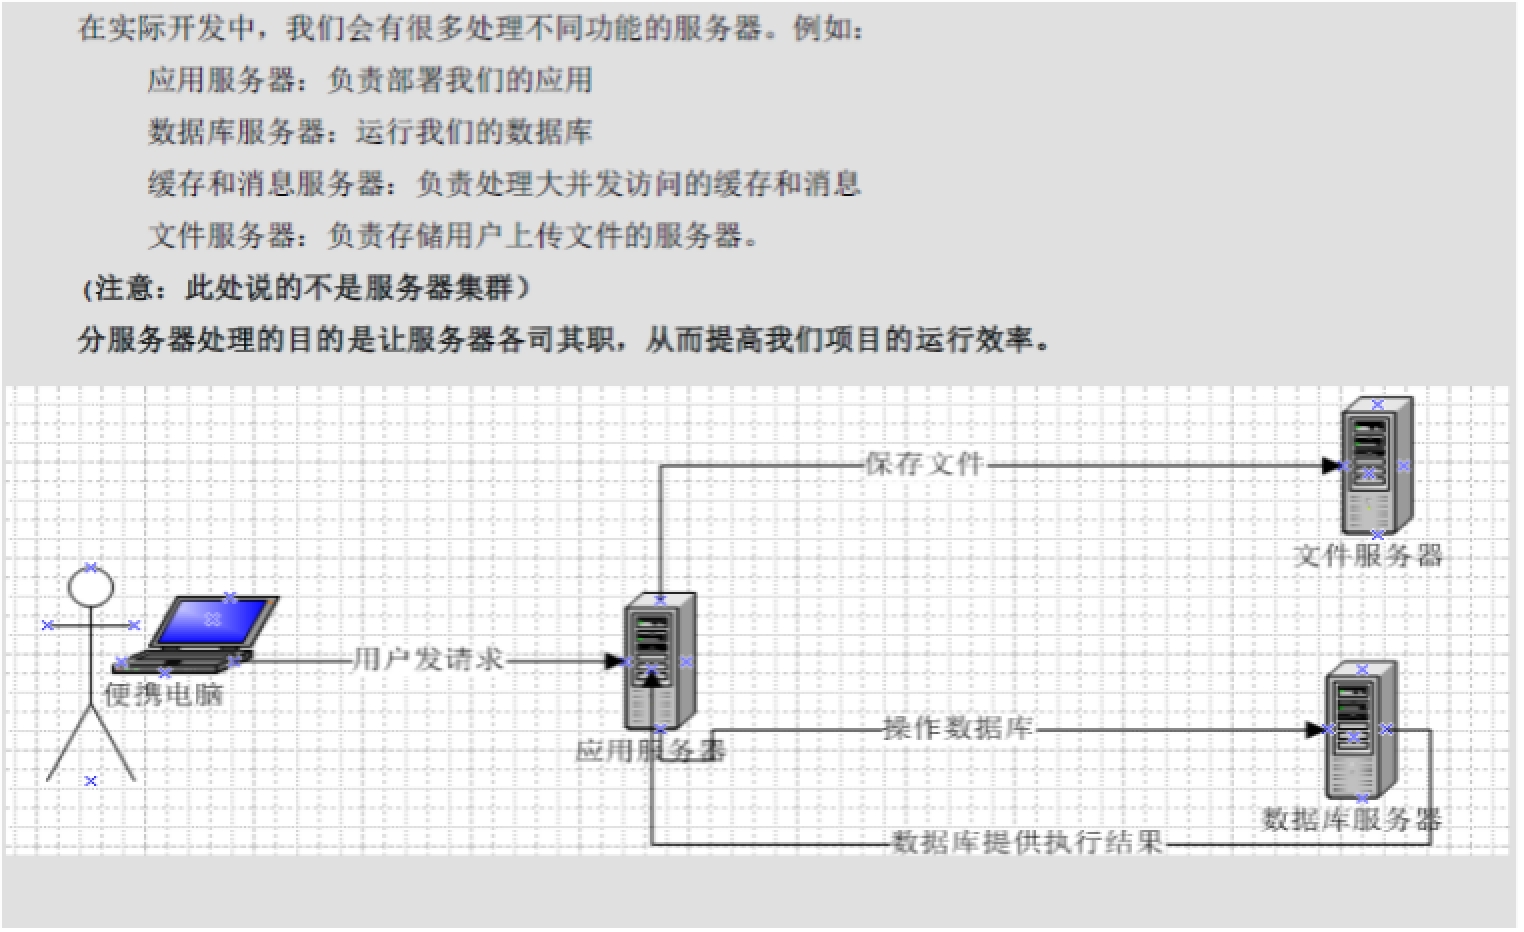 在实际开发中，我们会有很多处理不同功能的服务器。例如：
应用服务器：负责部署我们的应用
数据库服务器：运行我们的数据库
缓存和消息服务器：负责处理大并发访问的缓存和消息
文件服务器：负责存储用户上传文件的服务器。
(注意：此处说的不是服务器集群）
分服务器处理的目的是让服务器各司其职，从而提高我们项目的运行效率。
保存文件
文件服务器
用户发请求
便携电脑
操作数据库
应用服务器
数据库服务器
数据库提供执行结果